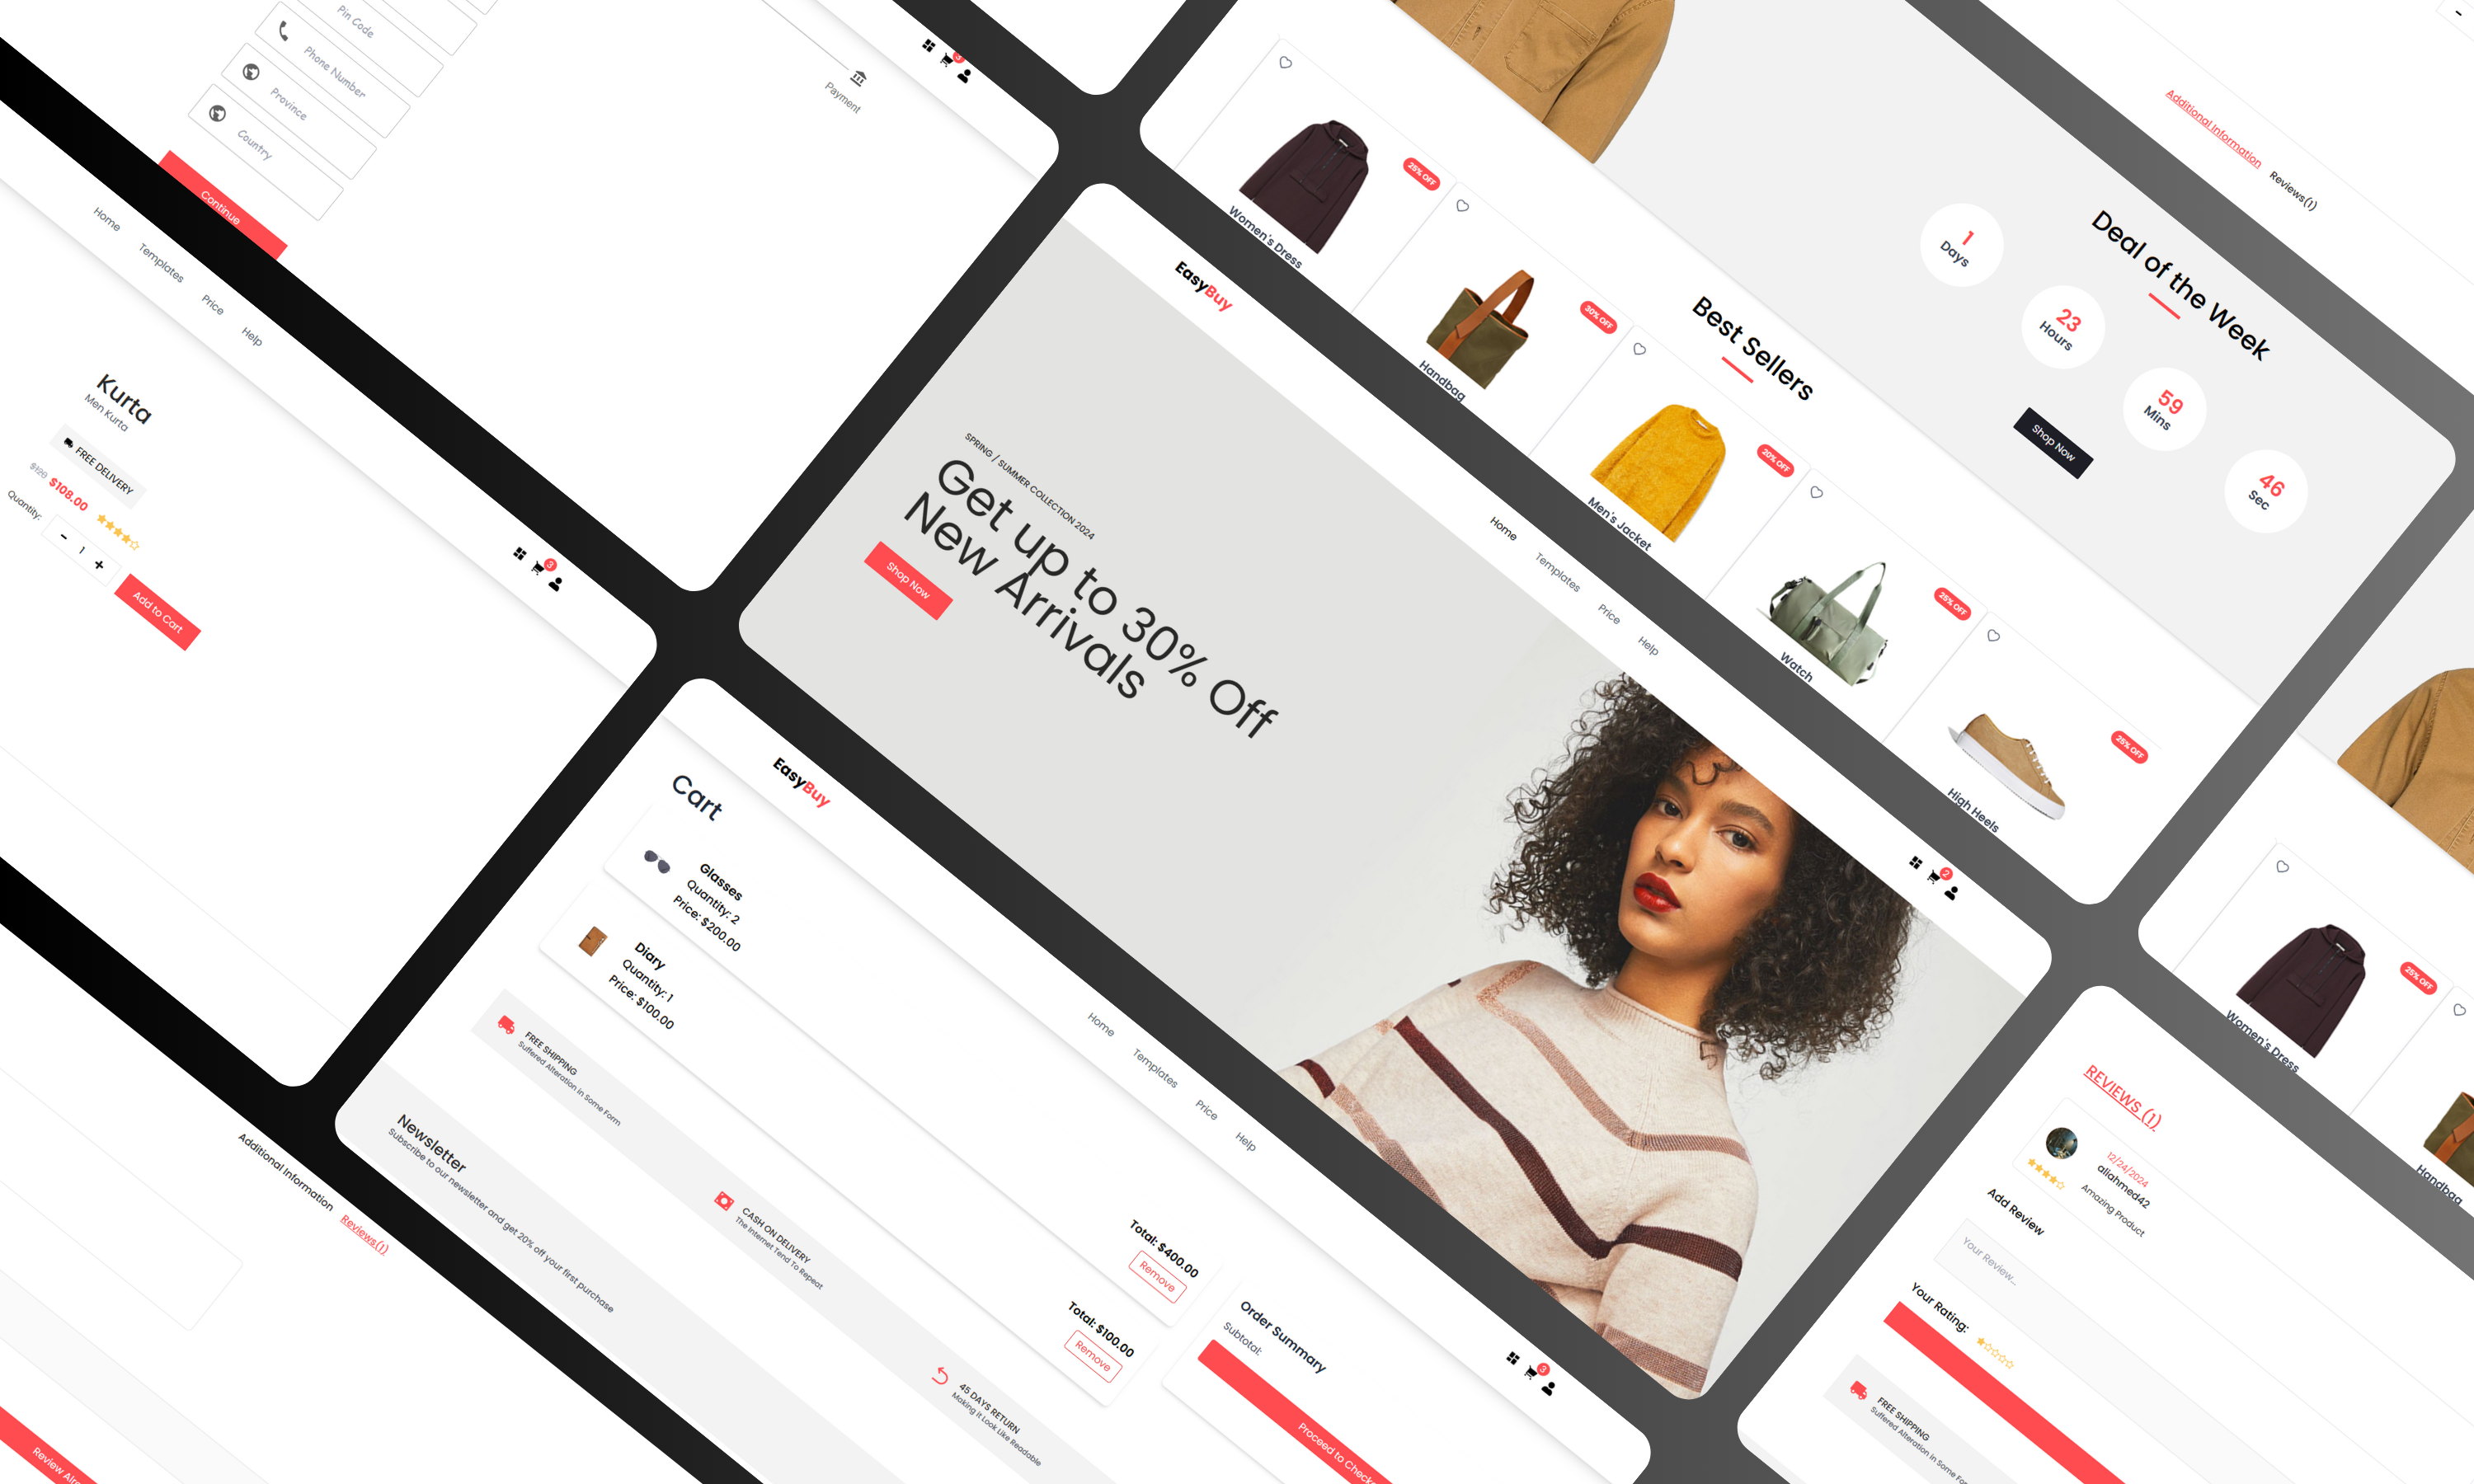 Pin Code
Phone Number
Province
Country
Continue
Payment
3
Home
Templates
Price
Help
3
Kurta
Men Kurta
FREE DELIVERY
$120 $108.00
Quantity:
- 1 +
Add to Cart
Additional Information
Reviews(1)
EasyBuy
Home
Templates
Price
Help
2
SPRING / SUMMER COLLECTION 2024
Get up to 30% Off
New Arrivals
Shop Now
EasyBuy
Home
Templates
Price
Help
3
Cart
Glasses
Quantity: 2
Price: $200.00
Total: $400.00
Remove
Diary
Quantity: 1
Price: $100.00
Total: $100.00
Remove
Order Summary
Subtotal:
FREE SHIPPING
Suffered Alteration in Some Form
CASH ON DELIVERY
The Internet Tend To Repeat
45 DAYS RETURN
Making it Look Like Readable
Newsletter
Subscribe to our newsletter and get 20% off your first purchase
Deal of the Week
1
Days
23
Hours
59
Mins
46
Sec
Shop Now
Best Sellers
25% OFF
Women's Dress
30% OFF
Handbag
20% OFF
Men's Jacket
25% OFF
Watch
25% OFF
High Heels
Additional Information
Reviews(1)
25% OFF
Women's Dress
Handbag
REVIEWS (1)
12/24/2024
aliahmed42
Amazing Product
Add Review
Your Review...
Your Rating:
FREE SHIPPING
Suffered Alteration in Some